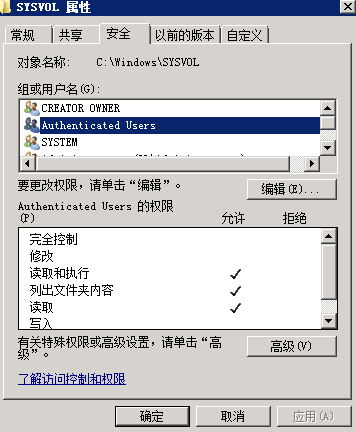 SYSVOL 属性
常规 共享 安全 以前的版本 自定义
对象名称: C:\Windows\SYSVOL
组或用户名(G):
CREATOR OWNER
Authenticated Users
SYSTEM
要更改权限，请单击“编辑”。 编辑(E)...
Authenticated Users 的权限
(P) 允许 拒绝
完全控制
修改
读取和执行
列出文件夹内容
读取
写入
有关特殊权限或高级设置，请单击“高
级”。 高级(V)
了解访问控制和权限
确定 取消 应用(A)